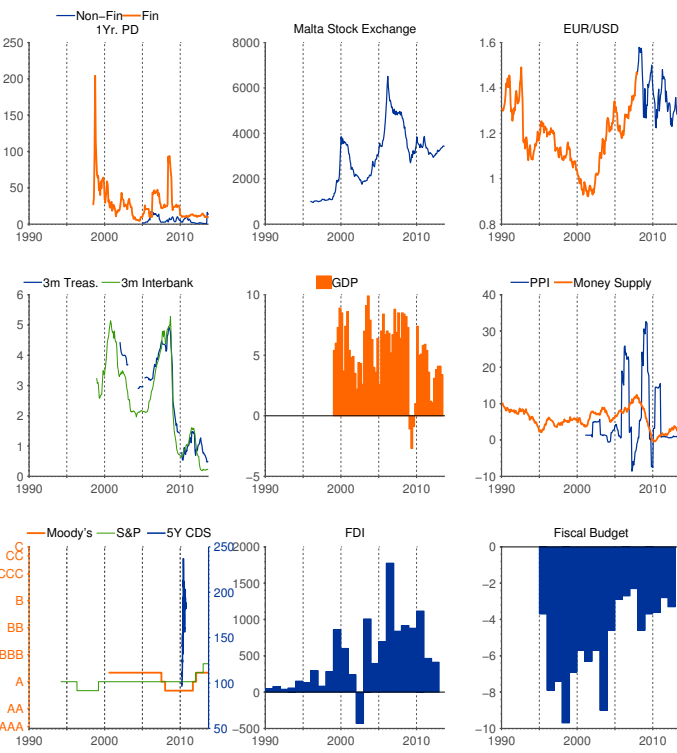 Non-Fin Fin
1Yr. PD
Malta Stock Exchange
EUR/USD
250
200
150
100
50
0
1990 2000 2010
8000
6000
4000
2000
0
1990 2000 2010
1.6
1.4
1.2
1
0.8
1990 2000 2010
3m Treas. 3m Interbank
GDP
PPI Money Supply
6
5
4
3
2
1
0
1990 2000 2010
10
5
0
−5
1990 2000 2010
40
30
20
10
0
−10
1990 2000 2010
Moody's S&P 5Y CDS
FDI
Fiscal Budget
C
CC
CCC
B
BB
BBB
A
AA
AAA
250
200
150
100
50
1990 2000 2010
2000
1500
1000
500
0
−500
1990 2000 2010
0
−2
−4
−6
−8
−10
1990 2000 2010